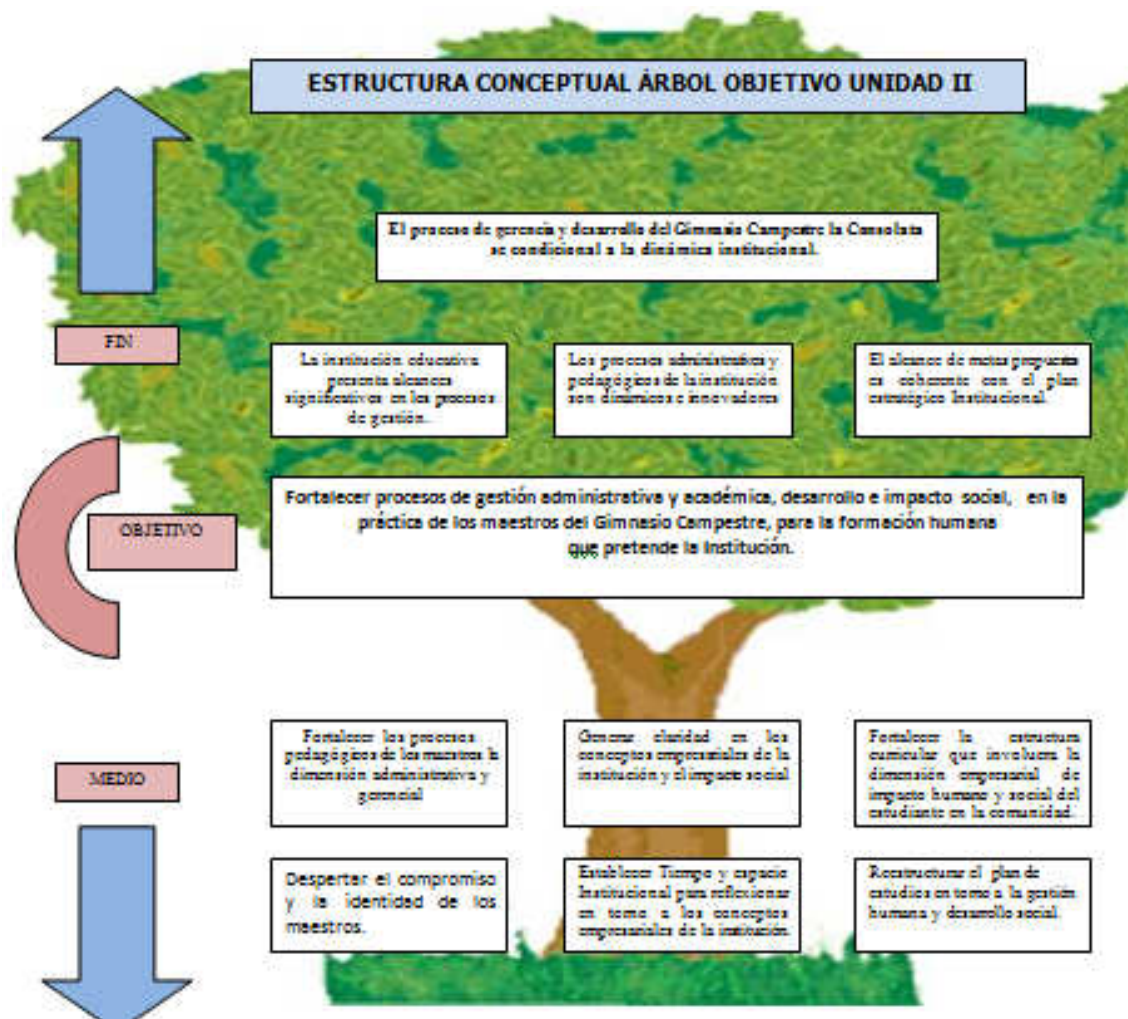 ESTRUCTURA CONCEPTUAL ÁRBOL OBJETIVO UNIDAD II
El proceso de gerencia y desarrollo del Gimnasio Campestre la Consolata
se condicional a la dinámica institucional.
FIN
La institución educativa
presenta alcances
significativos en los procesos
de gestión.
Los procesos administrativa y
pedagógicos de la institución
son dinámicos e innovadores
El alcance de metas propuesta
es coherente con el plan
estratégico Institucional.
OBJETIVO
Fortalecer procesos de gestión administrativa y académica, desarrollo e impacto social, en la
práctica de los maestros del Gimnasio Campestre, para la formación humana
que pretende la Institución.
MEDIO
Fortalecer los procesos
pedagógicos de los maestros la
dimensión administrativa y
gerencial
Generar claridad en los
conceptos empresariales de la
institución y el impacto social
Fortalecer la estructura
curricular que involucra la
dimensión empresarial de
impacto humano y social del
estudiante en la comunidad.
Despertar el compromiso
y la identidad de los
maestros.
Establecer Tiempo y espacio
Institucional para reflexionar
en torno a los conceptos
empresariales de la institución.
Reestructurar el plan de
estudios en torno a la gestión
humana y desarrollo social.